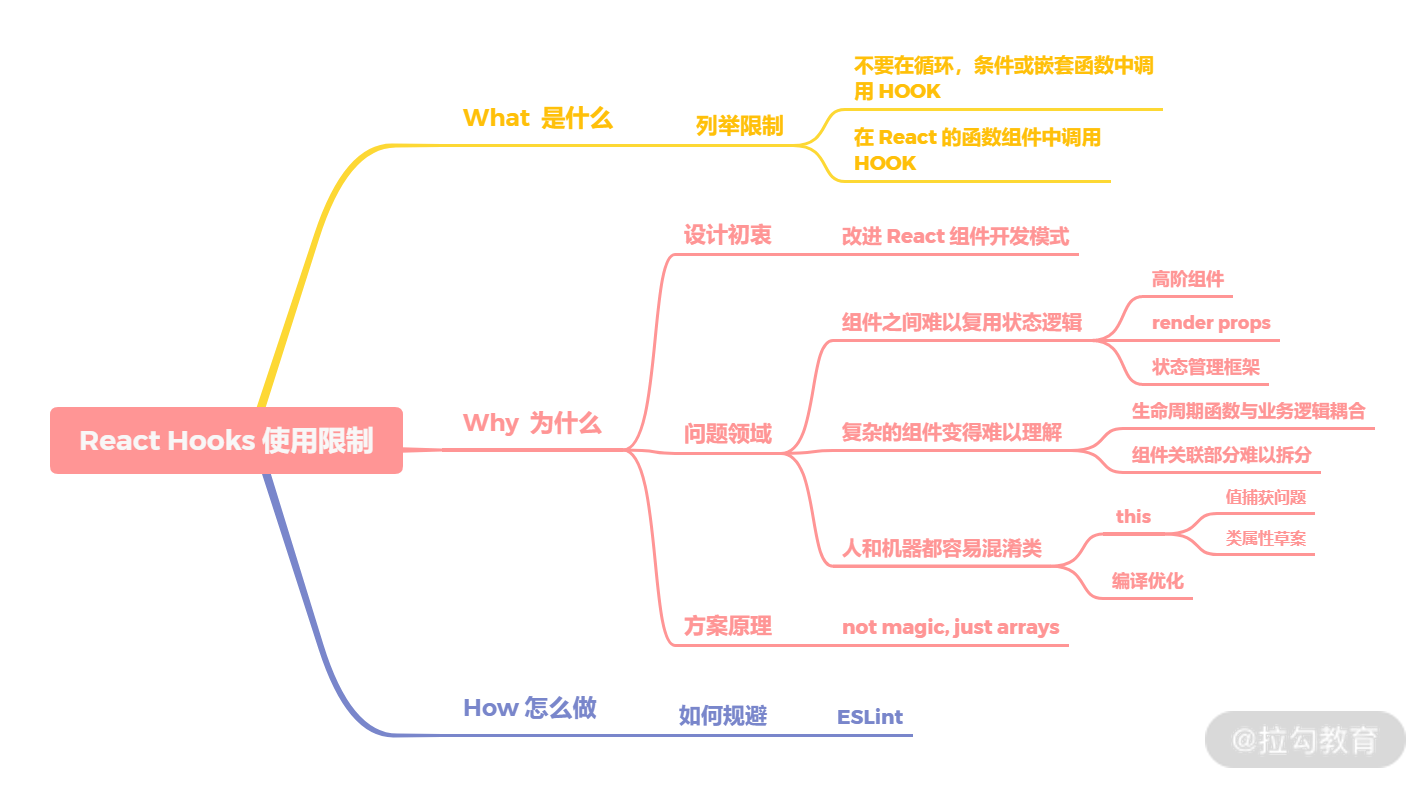 React Hooks 使用限制
What 是什么
列举限制
不要在循环，条件或嵌套函数中调
用 HOOK
在 React 的函数组件中调用
HOOK
Why 为什么
设计初衷
改进 React 组件开发模式
问题领域
组件之间难以复用状态逻辑
高阶组件
render props
状态管理框架
复杂的组件变得难以理解
生命周期函数与业务逻辑耦合
组件关联部分难以拆分
人和机器都容易混淆类
this
值捕获问题
类属性草案
编译优化
方案原理
not magic, just arrays
How 怎么做
如何规避
ESLint
@拉勾教育